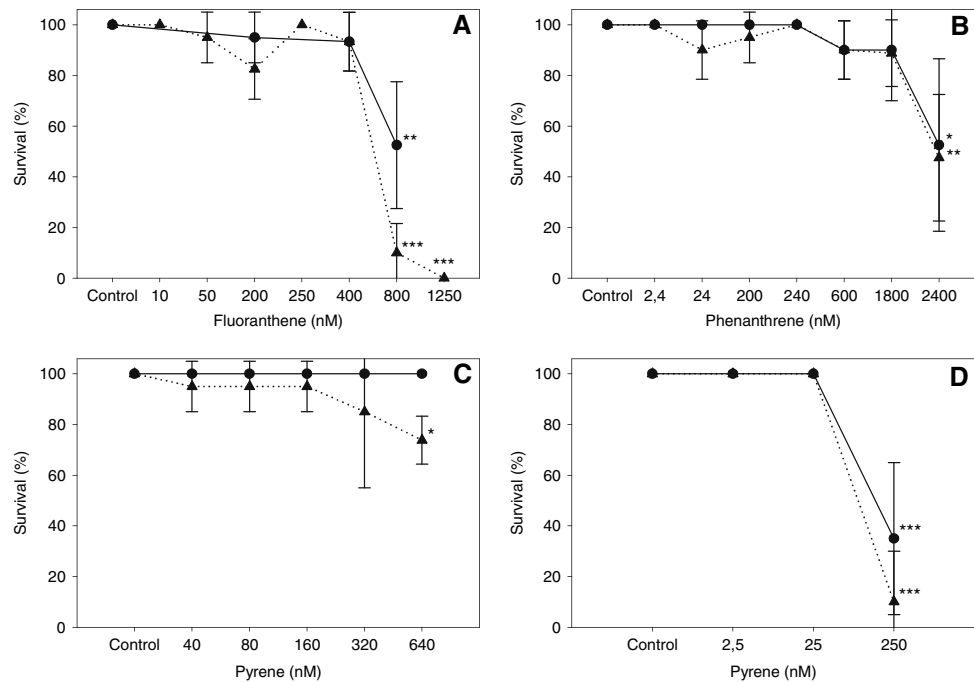 A
100
80
60
40
20
0
Survival (%)
**
***
***
Control 10 50 200 250 400 800 1250
Fluoranthene (nM)
B
100
80
60
40
20
0
Survival (%)
*
**
Control 2,4 24 200 240 600 1800 2400
Phenanthrene (nM)
C
100
80
60
40
20
0
Survival (%)
*
Control 40 80 160 320 640
Pyrene (nM)
D
100
80
60
40
20
0
Survival (%)
***
***
Control 2,5 25 250
Pyrene (nM)